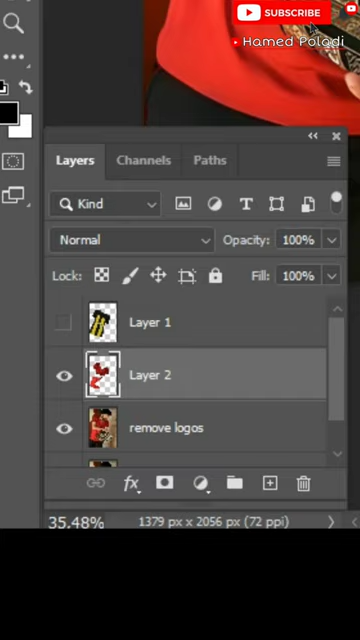 SUBSCRIBE
Hamed Poladi
Layers Channels Paths
Kind
Normal Opacity: 100%
Lock: Fill: 100%
Layer 1
Layer 2
remove logos
fx
35.48% 1379 px x 2056 px (72 ppi)